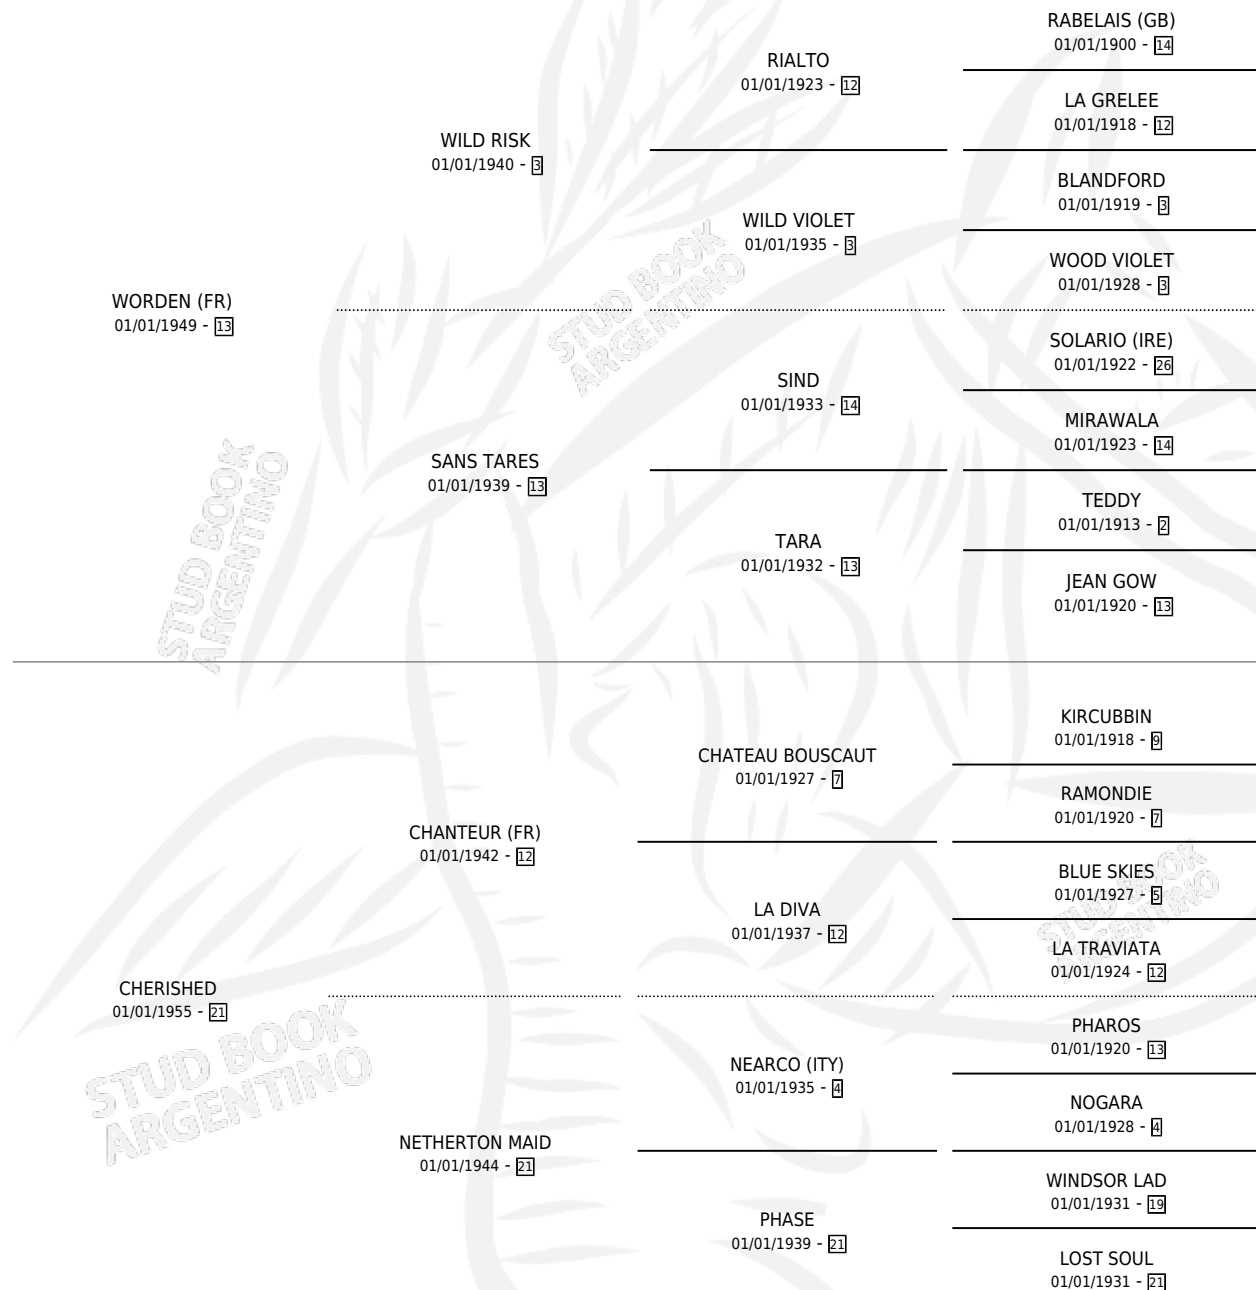 WORDEN (FR)
01/01/1949 - 13
WILD RISK
01/01/1940 - 3
RIALTO
01/01/1923 - 12
RABELAIS (GB)
01/01/1900 - 14
LA GRELEE
01/01/1918 - 12
WILD VIOLET
01/01/1935 - 3
BLANDFORD
01/01/1919 - 3
WOOD VIOLET
01/01/1928 - 3
SANS TARES
01/01/1939 - 13
SIND
01/01/1933 - 14
SOLARIO (IRE)
01/01/1922 - 26
MIRAWALA
01/01/1923 - 14
TARA
01/01/1932 - 13
TEDDY
01/01/1913 - 2
JEAN GOW
01/01/1920 - 13
CHERISHED
01/01/1955 - 21
CHANTEUR (FR)
01/01/1942 - 12
CHATEAU BOUSCAUT
01/01/1927 - 7
KIRCUBBIN
01/01/1918 - 9
RAMONDIE
01/01/1920 - 7
LA DIVA
01/01/1937 - 12
BLUE SKIES
01/01/1927 - 5
LA TRAVIATA
01/01/1924 - 12
NETHERTON MAID
01/01/1944 - 21
NEARCO (ITY)
01/01/1935 - 4
PHAROS
01/01/1920 - 13
NOGARA
01/01/1928 - 4
PHASE
01/01/1939 - 21
WINDSOR LAD
01/01/1931 - 19
LOST SOUL
01/01/1931 - 21
STUD BOOK
ARGENTINO
STUD BOOK
ARGENTINO
STUD BOOK
ARGENTINO
STUD BOOK
ARGENTINO